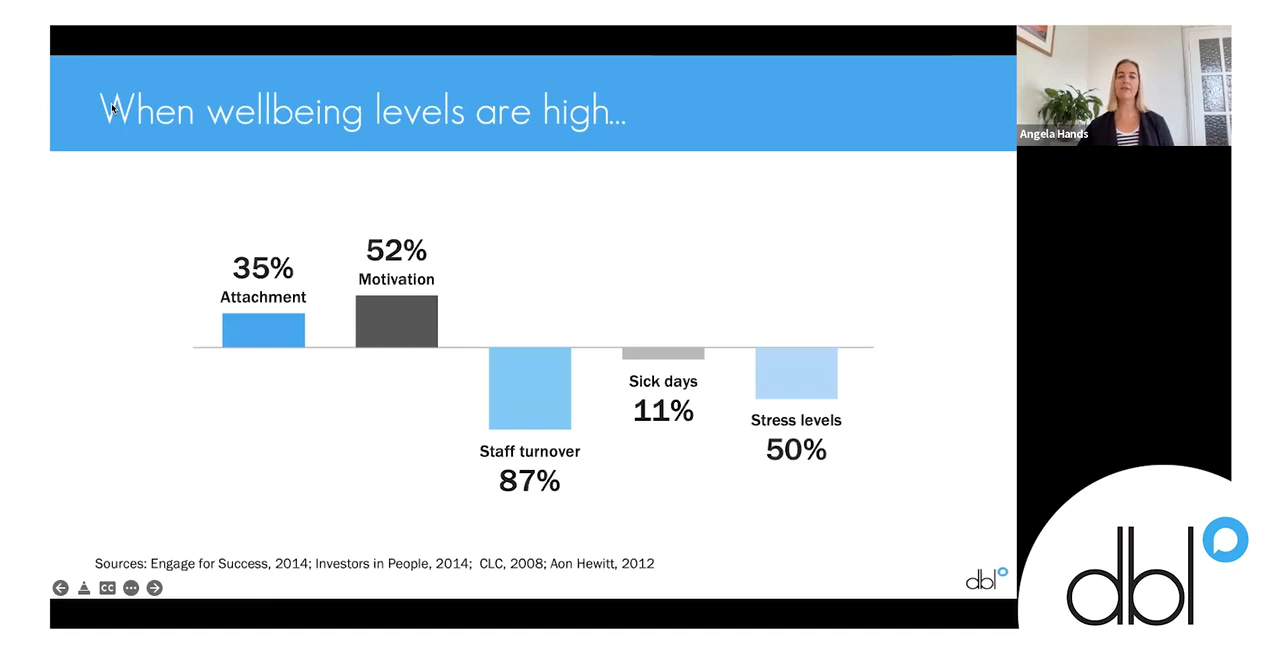 When wellbeing levels are high...
Angela Hands
35%
Attachment
52%
Motivation
Staff turnover
87%
Sick days
11%
Stress levels
50%
Sources: Engage for Success, 2014; Investors in People, 2014;  CLC, 2008; Aon Hewitt, 2012
CC
dbl
dbl